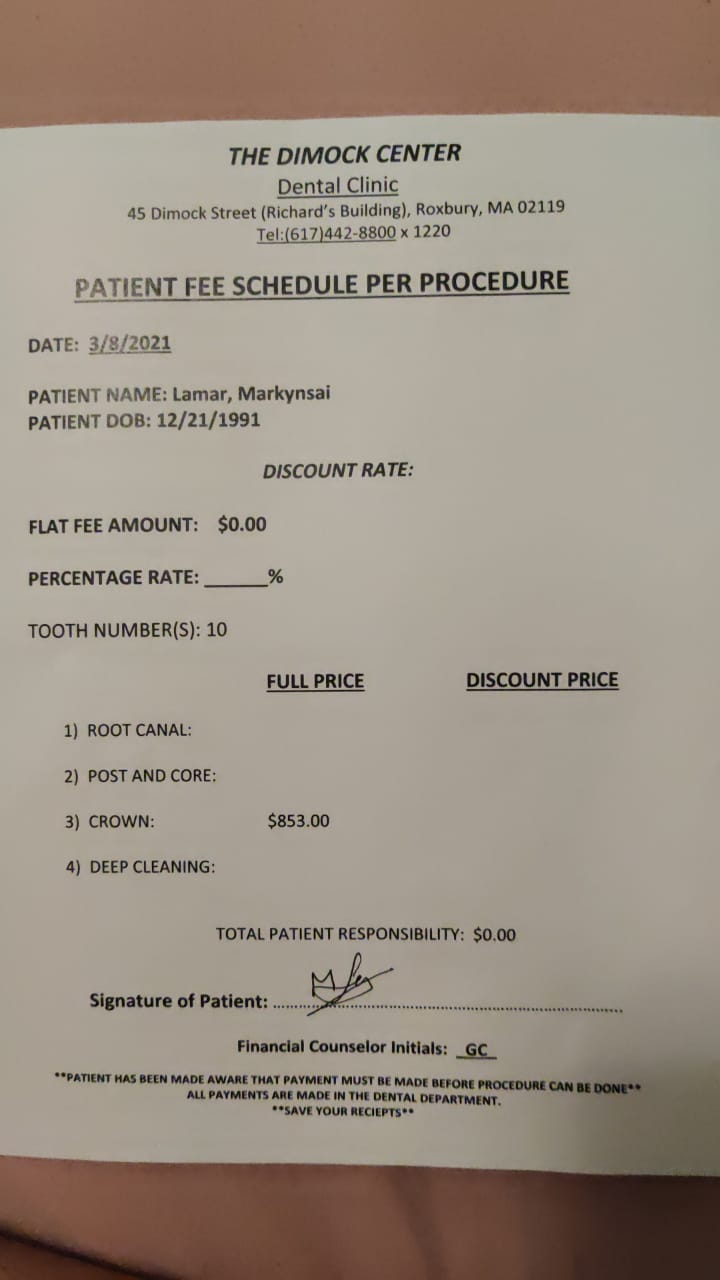 THE DIMOCK CENTER
Dental Clinic
45 Dimock Street (Richard's Building), Roxbury, MA 02119
Tel:(617)442-8800 x 1220
PATIENT FEE SCHEDULE PER PROCEDURE
DATE: 3/8/2021
PATIENT NAME: Lamar, Markynsai
PATIENT DOB: 12/21/1991
DISCOUNT RATE:
FLAT FEE AMOUNT: $0.00
PERCENTAGE RATE: ______%
TOOTH NUMBER(S): 10
FULL PRICE DISCOUNT PRICE
1) ROOT CANAL:
2) POST AND CORE:
3) CROWN: $853.00
4) DEEP CLEANING:
TOTAL PATIENT RESPONSIBILITY: $0.00
Signature of Patient: ..........
Financial Counselor Initials: _GC_
**PATIENT HAS BEEN MADE AWARE THAT PAYMENT MUST BE MADE BEFORE PROCEDURE CAN BE DONE**
ALL PAYMENTS ARE MADE IN THE DENTAL DEPARTMENT.
**SAVE YOUR RECIEPTS**